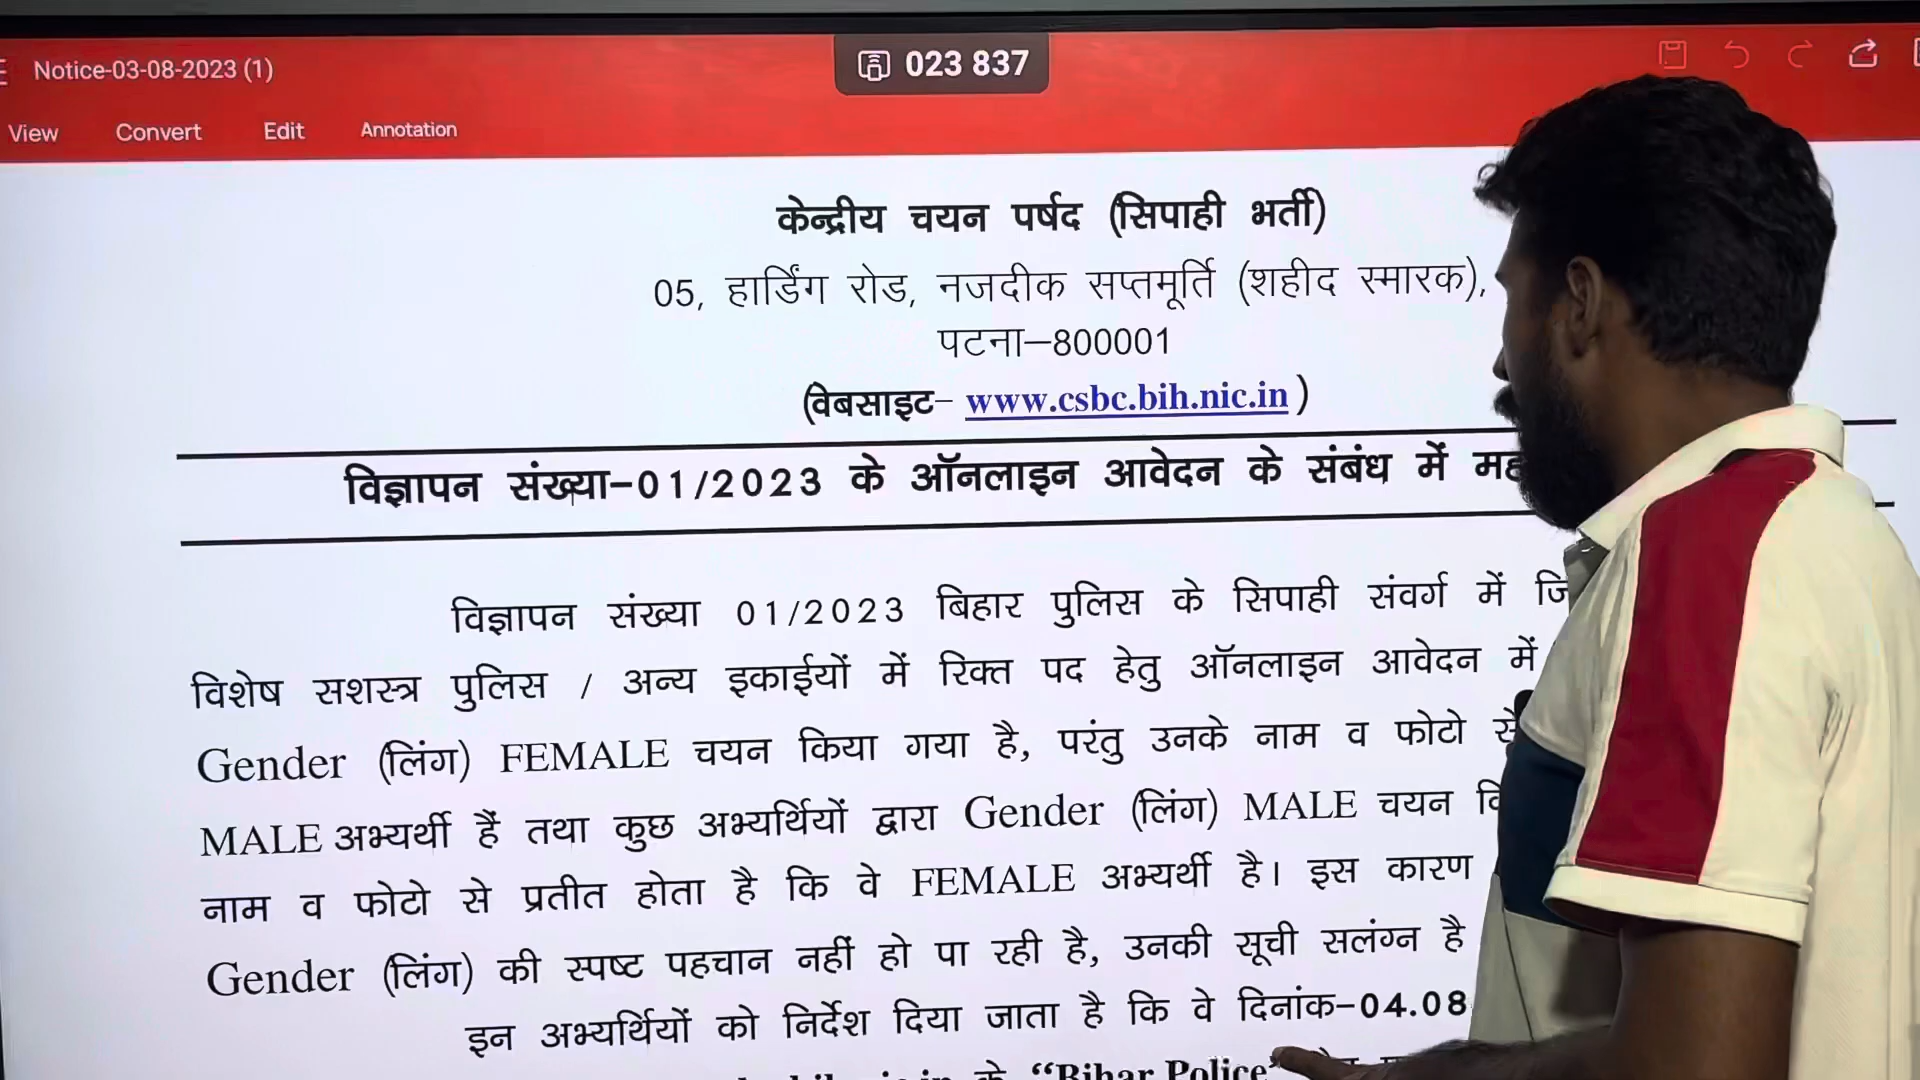 Notice-03-08-2023 (1)
023 837
View Convert Edit Annotation
केन्द्रीय चयन पर्षद (सिपाही भर्ती)
05, हार्डिंग रोड, नजदीक सप्तमूर्ति (शहीद स्मारक),
पटना–800001
(वेबसाइट– www.csbc.bih.nic.in )
विज्ञापन संख्या–01/2023 के ऑनलाइन आवेदन के संबंध में
विज्ञापन संख्या 01/2023 बिहार पुलिस के सिपाही संवर्ग में
विशेष सशस्त्र पुलिस / अन्य इकाईयों में रिक्त पद हेतु ऑनलाइन आवेदन में
Gender (लिंग) FEMALE चयन किया गया है, परंतु उनके नाम व फोटो से
MALE अभ्यर्थी हैं तथा कुछ अभ्यर्थियों द्वारा Gender (लिंग) MALE चयन
नाम व फोटो से प्रतीत होता है कि वे FEMALE अभ्यर्थी है। इस कारण
Gender (लिंग) की स्पष्ट पहचान नहीं हो पा रही है, उनकी सूची सलंग्न है
इन अभ्यर्थियों को निर्देश दिया जाता है कि वे दिनांक–04.08
के “Bihar Police”